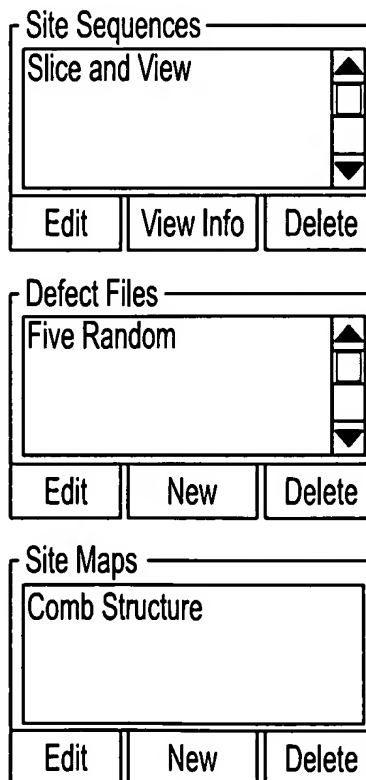 Site Sequences
Slice and View
Edit View Info Delete
Defect Files
Five Random
Edit New Delete
Site Maps
Comb Structure
Edit New Delete